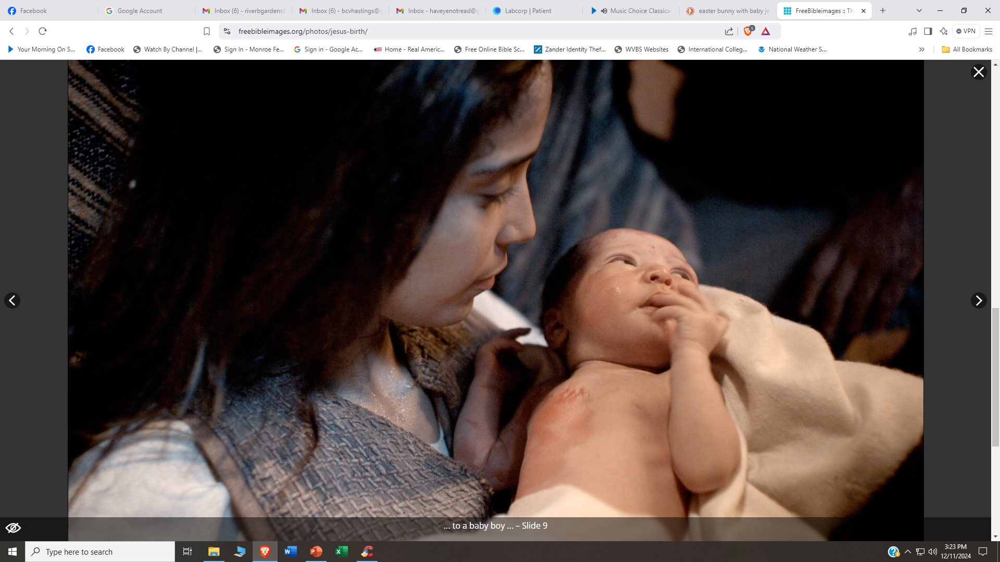 Facebook
Google Account
Inbox (6) - riverbgardens
Inbox (6) - bcvhastings@g
Inbox - haveyenotread@g
Labcorp | Patient
Music Choice Classica
easter bunny with baby je
FreeBibleimages :: Th
freebibleimages.org/photos/jesus-birth/
1
VPN
Your Morning On S...
Facebook
Watch By Channel |...
Sign In - Monroe Fe...
Sign in - Google Ac...
Home - Real Americ...
Free Online Bible Sc...
Zander Identity Thef...
WVBS Websites
International Colleg...
National Weather S...
All Bookmarks
... to a baby boy ... – Slide 9
Type here to search
3:23 PM
12/11/2024